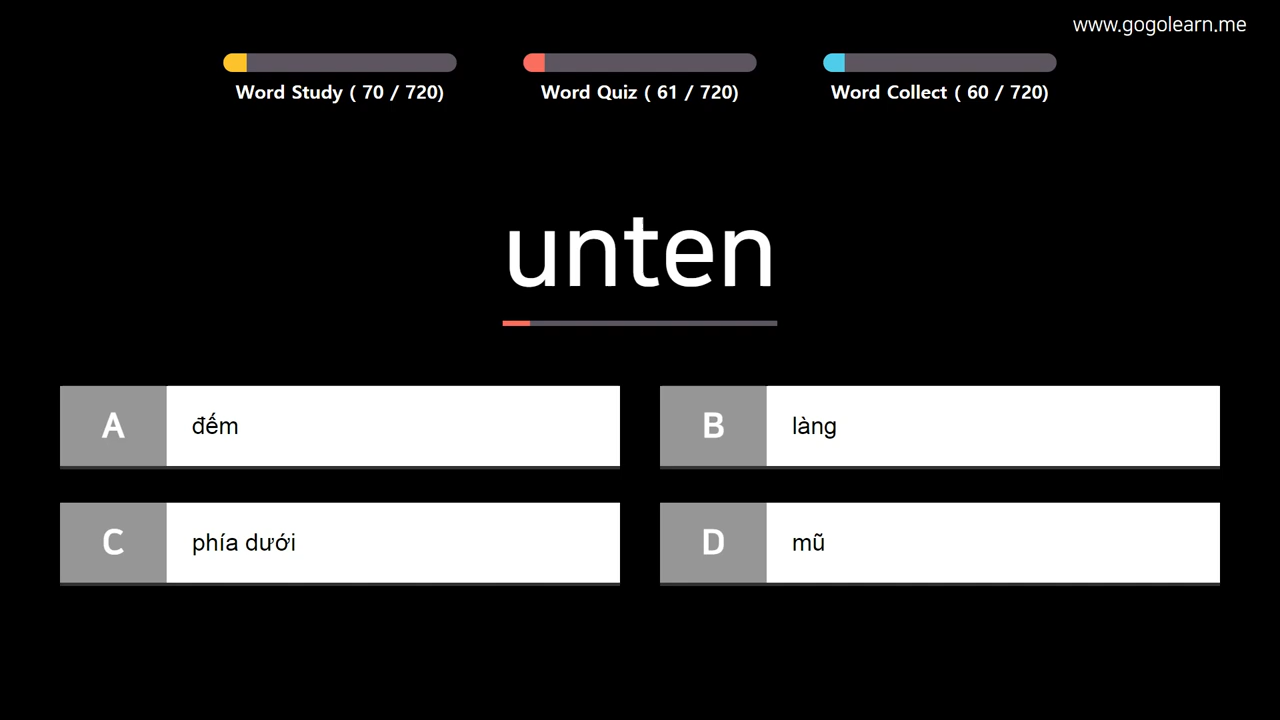 www.gogolearn.me
Word Study ( 70 / 720)
Word Quiz ( 61 / 720)
Word Collect ( 60 / 720)
unten
A đếm
B làng
C phía dưới
D mũ